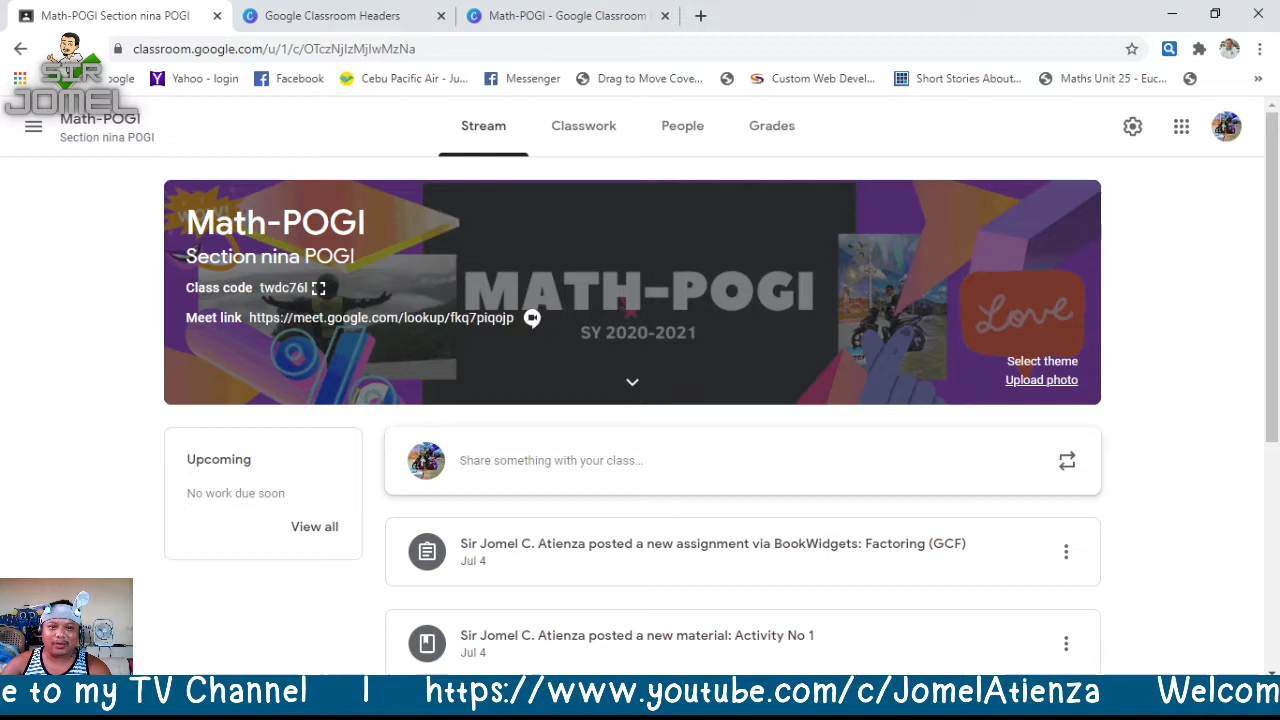 Math-POGI Section nina POGI
Google Classroom Headers
Math-POGI - Google Classroom
classroom.google.com/u/1/c/OTczNjIzMjIwMzNa
Yahoo - login
Facebook
Cebu Pacific Air - Ju...
Messenger
Drag to Move Cove...
Custom Web Devel...
Short Stories About...
Maths Unit 25 - Euc...
SIR
JOMEL
Math-POGI
Section nina POGI
Stream
Classwork
People
Grades
Math-POGI
Section nina POGI
Class code twdc76l
Meet link https://meet.google.com/lookup/fkq7piqojp
MATH-POGI
SY 2020-2021
Love
Select theme
Upload photo
Upcoming
No work due soon
View all
Share something with your class...
Sir Jomel C. Atienza posted a new assignment via BookWidgets: Factoring (GCF)
Jul 4
Sir Jomel C. Atienza posted a new material: Activity No 1
Jul 4
e to my TV Channel | https://www.youtube.com/c/JomelAtienza Welcom